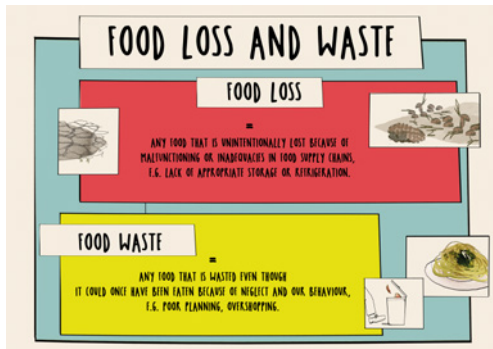 FOOD LOSS AND WASTE
FOOD LOSS
=
ANY FOOD THAT IS UNINTENTIONALLY LOST BECAUSE OF
MALFUNCTIONING OR INADEQUACIES IN FOOD SUPPLY CHAINS,
E.G. LACK OF APPROPRIATE STORAGE OR REFRIGERATION.
FOOD WASTE
=
ANY FOOD THAT IS WASTED EVEN THOUGH
IT COULD ONCE HAVE BEEN EATEN BECAUSE OF NEGLECT AND OUR BEHAVIOUR,
E.G. POOR PLANNING, OVERSHOPPING.